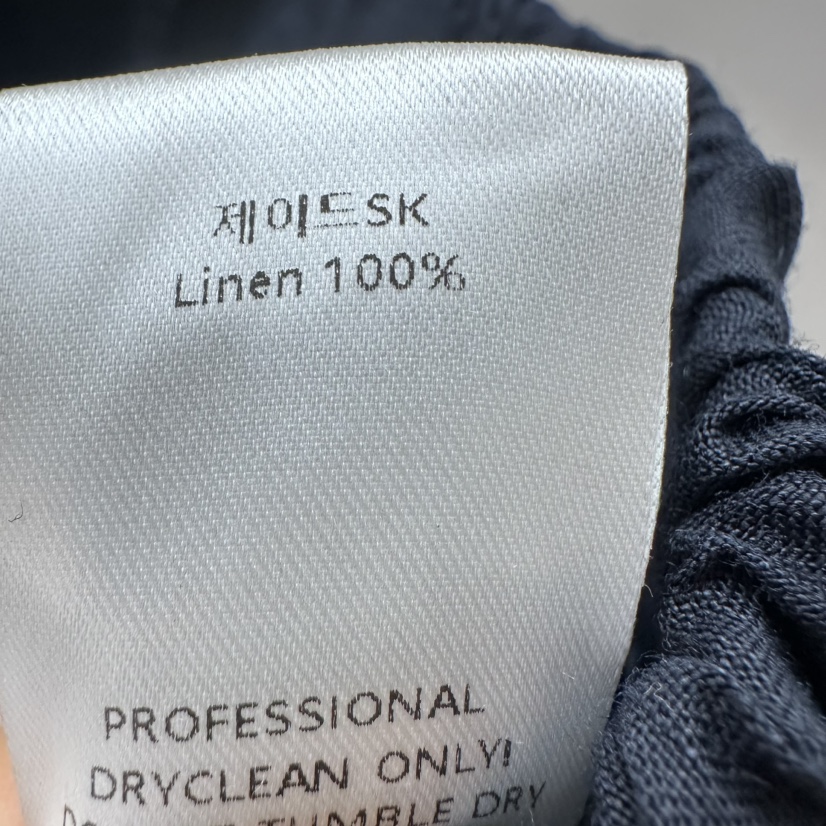 제이드SK
Linen 100%
PROFESSIONAL
DRYCLEAN ONLY!
TUMBLE DRY